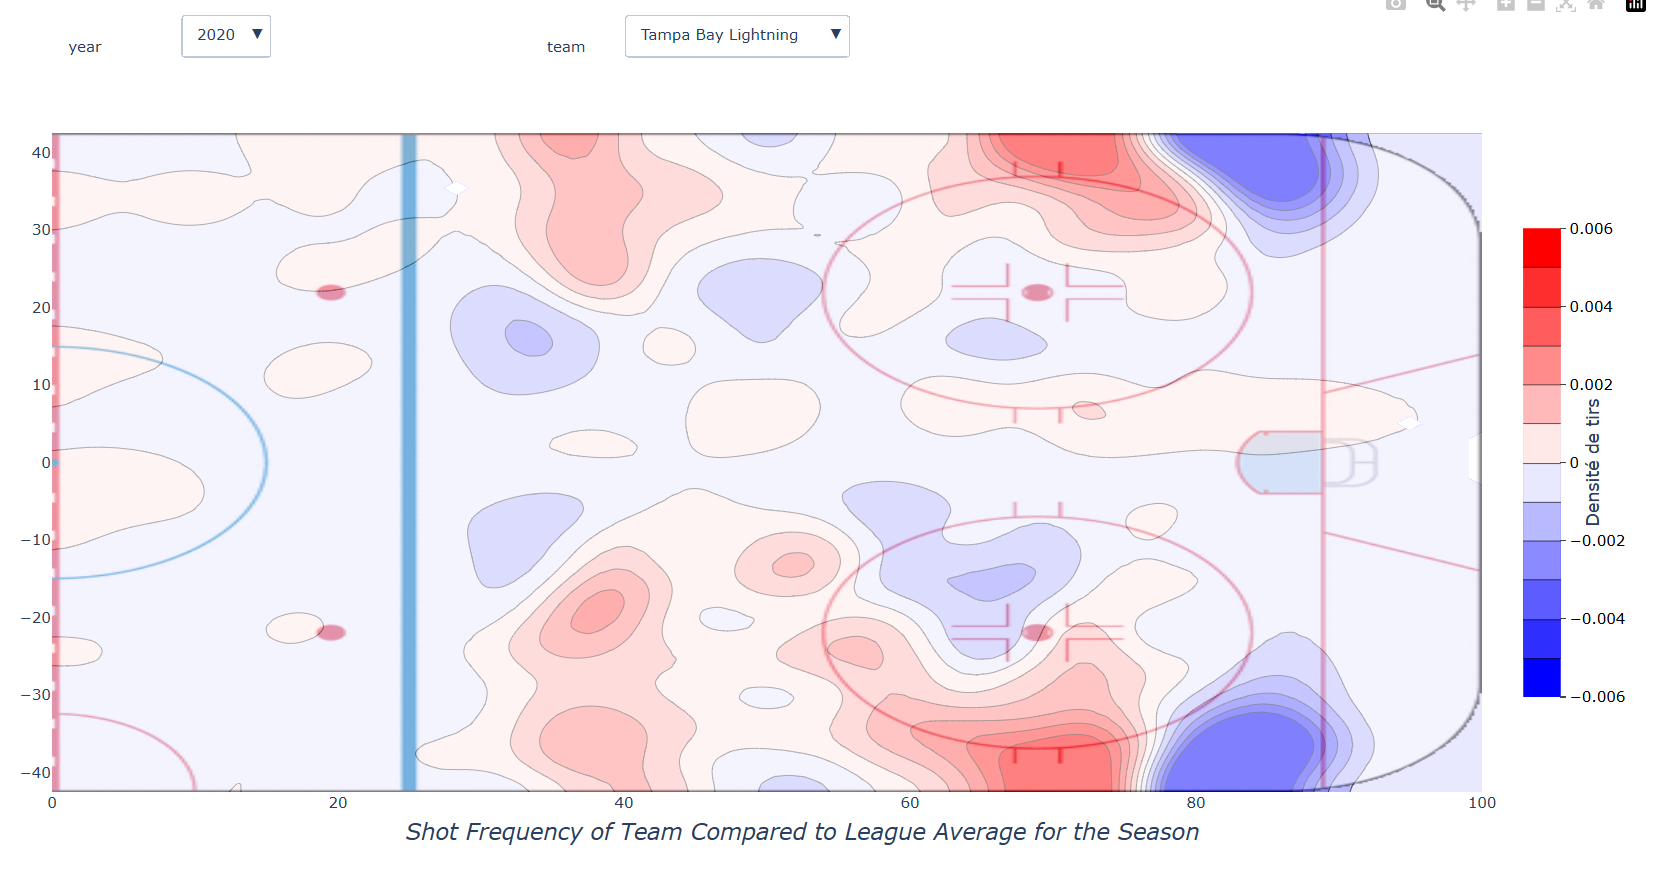 year
2020 ▼
team
Tampa Bay Lightning ▼
40
30
20
10
0
−10
−20
−30
−40
0 20 40 60 80 100
Shot Frequency of Team Compared to League Average for the Season
0.006
0.004
0.002
0
−0.002
−0.004
−0.006
Densité de tirs